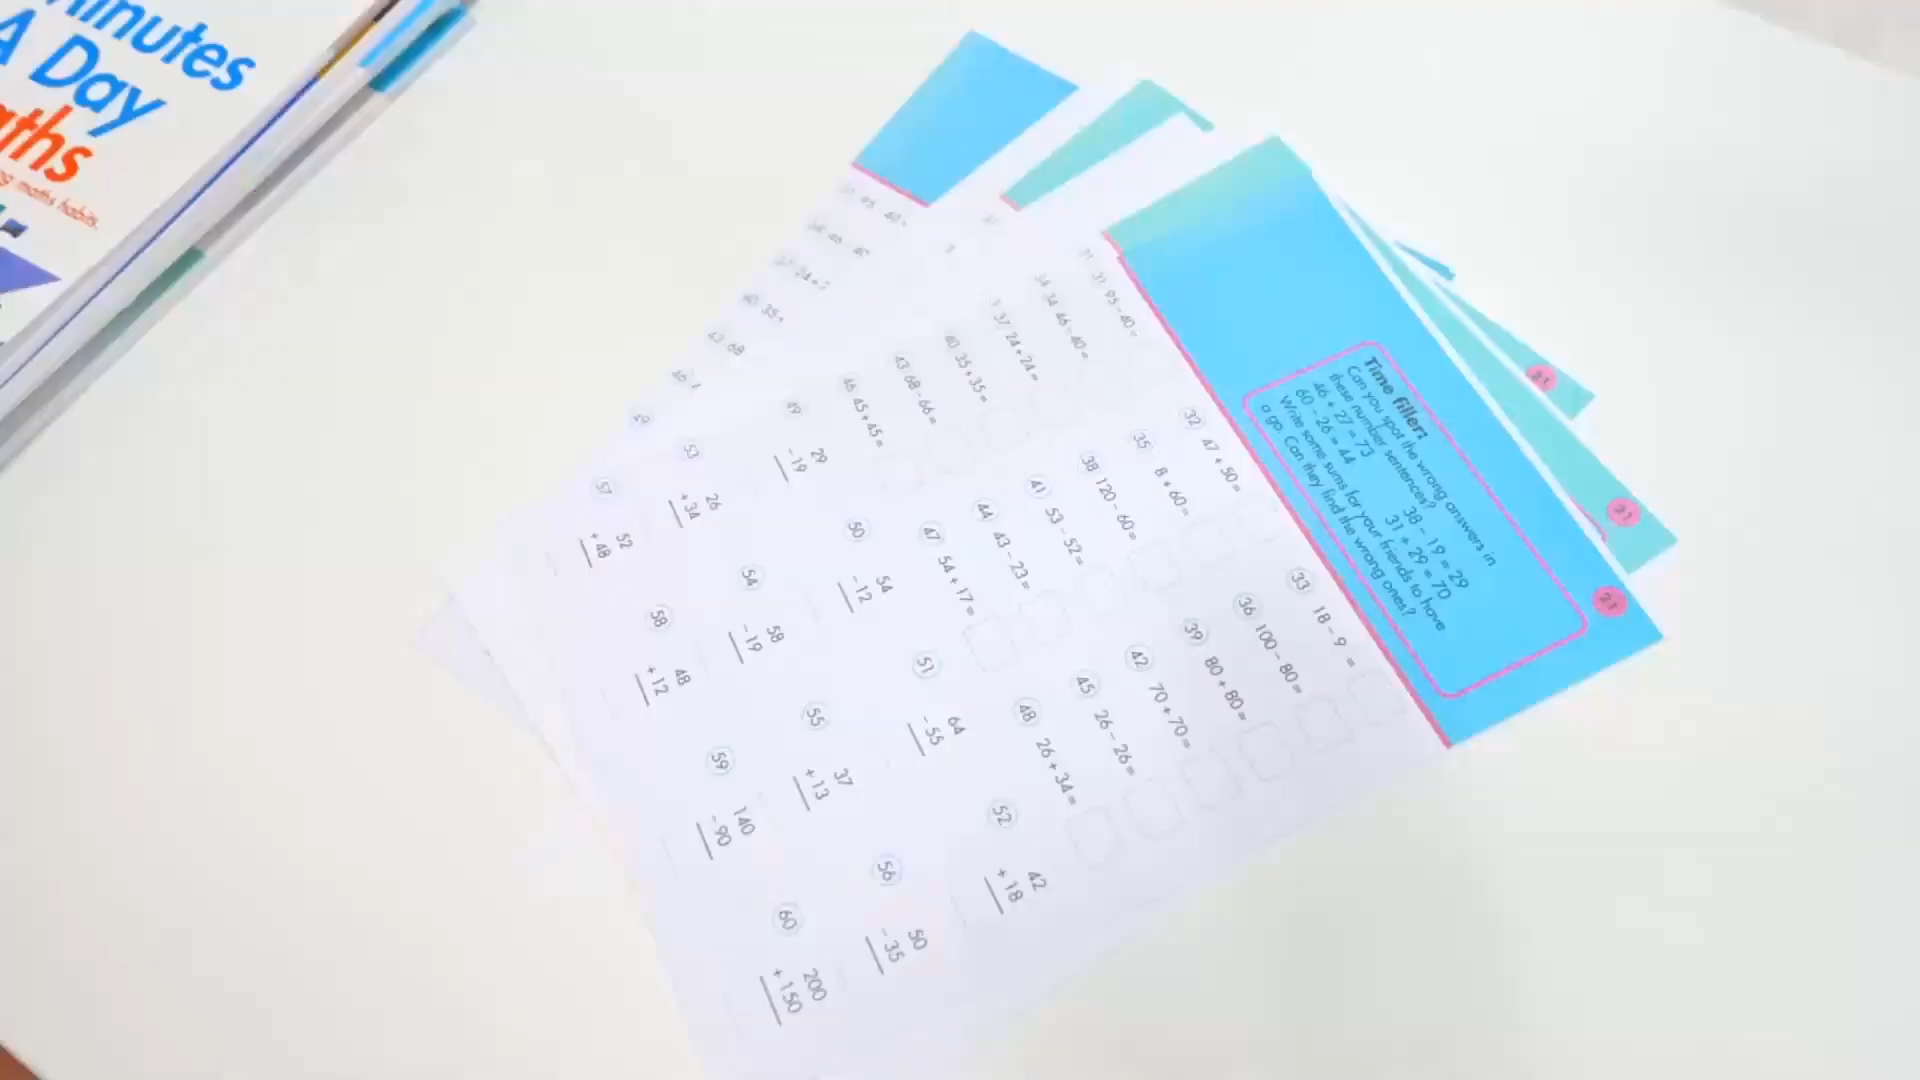 Minutes
A Day
Time filler:
Can you spot the wrong answers in
these number sentences?
46 + 27 = 73 38 - 19 = 29
60 - 26 = 44 31 + 29 = 70
Write some sums for your friends to have
a go. Can they find the wrong ones?
21
21
21
31 95 - 40 =
32 47 + 50 =
33 18 - 9 =
34 46 - 40 =
35 8 + 60 =
36 100 - 80 =
37 24 + 24 =
38 120 - 60 =
39 80 + 80 =
40 35 + 35 =
41 53 - 52 =
42 70 + 70 =
43 68 - 66 =
44 43 - 23 =
45 26 - 26 =
46 45 + 45 =
47 54 + 17 =
48 26 + 34 =
49 50 51 52
29 54 64 42
- 19 - 12 - 55 + 18
53 54 55 56
26 58 37 50
+ 34 - 19 + 13 - 35
57 58 59 60
52 48 140 200
+ 48 + 12 - 90 + 150